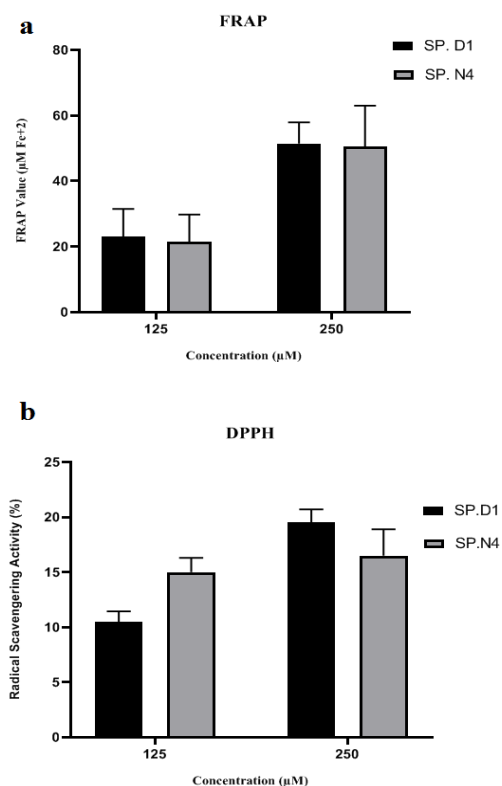 a
FRAP
SP. D1
SP. N4
80
60
40
20
0
FRAP Value (µM Fe+2)
125
250
Concentration (µM)
b
DPPH
SP.D1
SP.N4
25
20
15
10
5
0
Radical Scavengering Activity (%)
125
250
Concentration (µM)